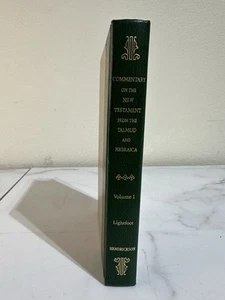 COMMENTARY
ON THE
NEW
TESTAMENT
FROM THE
TALMUD
AND
HEBRAICA
Volume 1
Lightfoot
HENDRICKSON